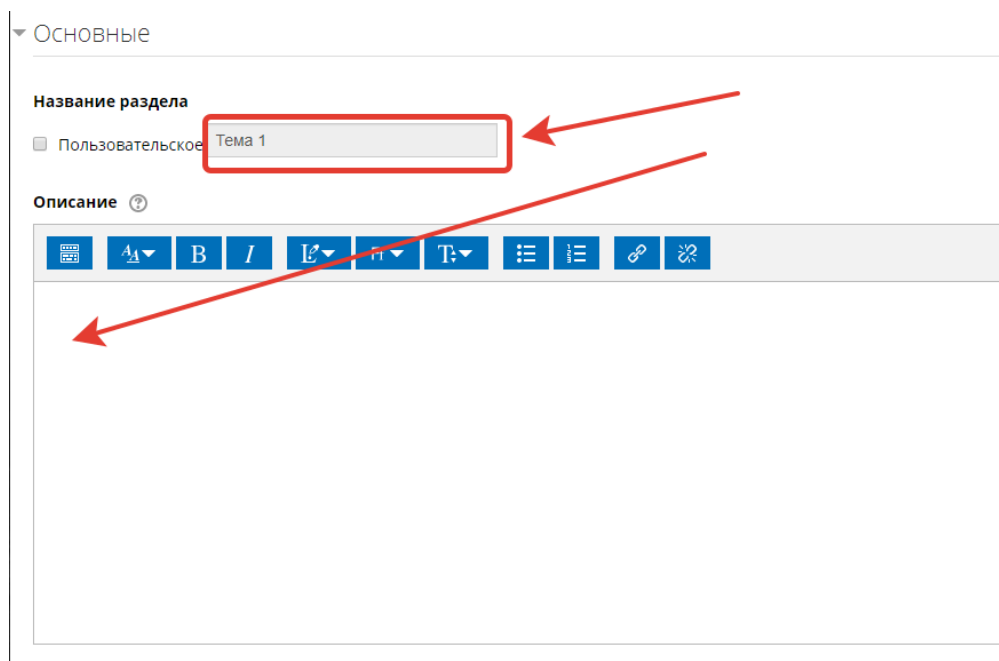 Основные
Название раздела
Пользовательское Тема 1
Описание